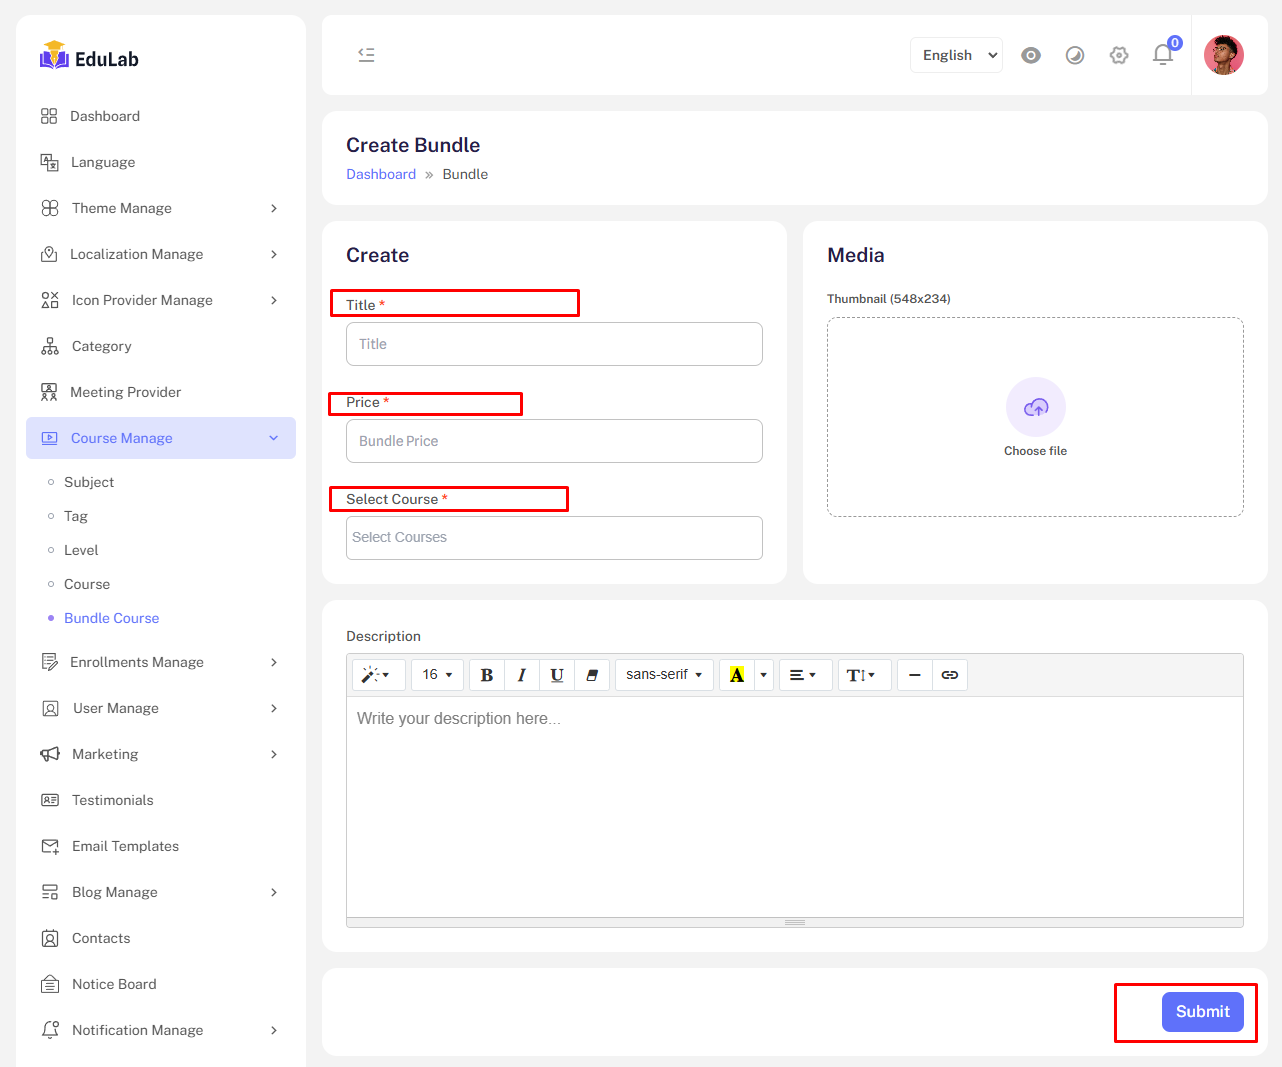 EduLab
Dashboard
Language
Theme Manage
Localization Manage
Icon Provider Manage
Category
Meeting Provider
Course Manage
Subject
Tag
Level
Course
Bundle Course
Enrollments Manage
User Manage
Marketing
Testimonials
Email Templates
Blog Manage
Contacts
Notice Board
Notification Manage
English
0
Create Bundle
Dashboard » Bundle
Create
Title *
Title
Price *
Bundle Price
Select Course *
Select Courses
Media
Thumbnail (548x234)
Choose file
Description
16 B I U sans-serif A T
Write your description here...
Submit